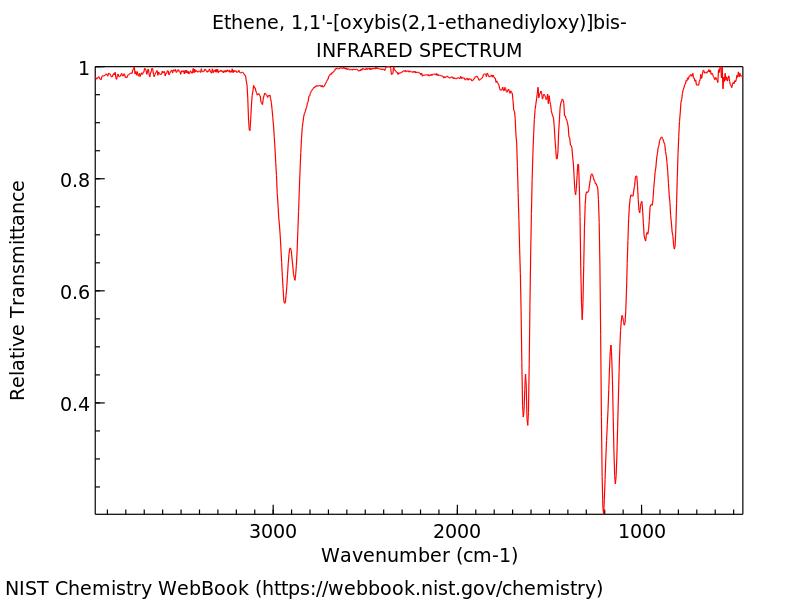 Ethene, 1,1'-[oxybis(2,1-ethanediyloxy)]bis-
INFRARED SPECTRUM
1
0.8
0.6
0.4
Relative Transmittance
3000 2000 1000
Wavenumber (cm-1)
NIST Chemistry WebBook (https://webbook.nist.gov/chemistry)